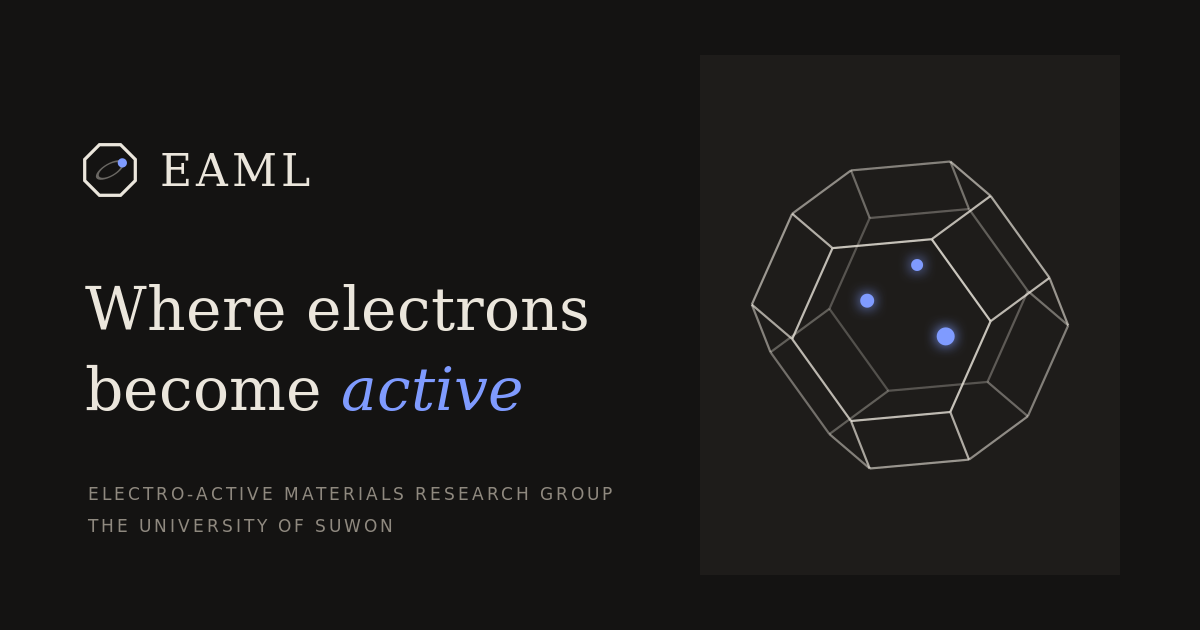 EAML
Where electrons
become active
ELECTRO-ACTIVE MATERIALS RESEARCH GROUP
THE UNIVERSITY OF SUWON